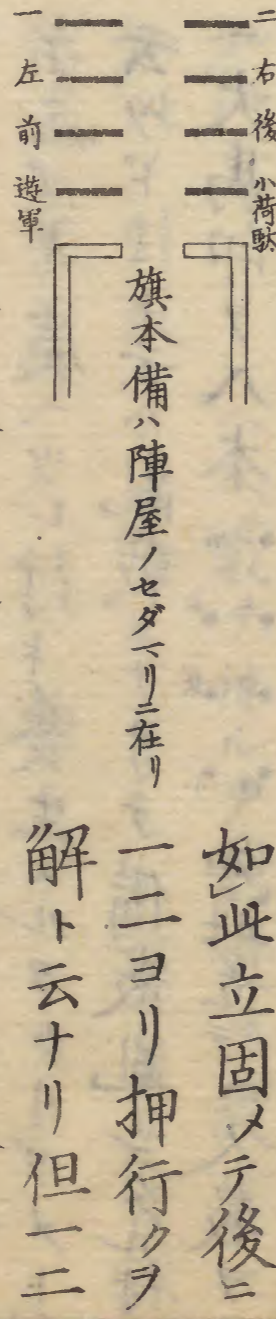 二 右 後 小荷駄
一 左 前 遊軍
旗本備ハ陣屋ノセダマリニ在リ
如此立固メテ後ニ
一二ヨリ押行クヲ
解ト云ナリ但一二